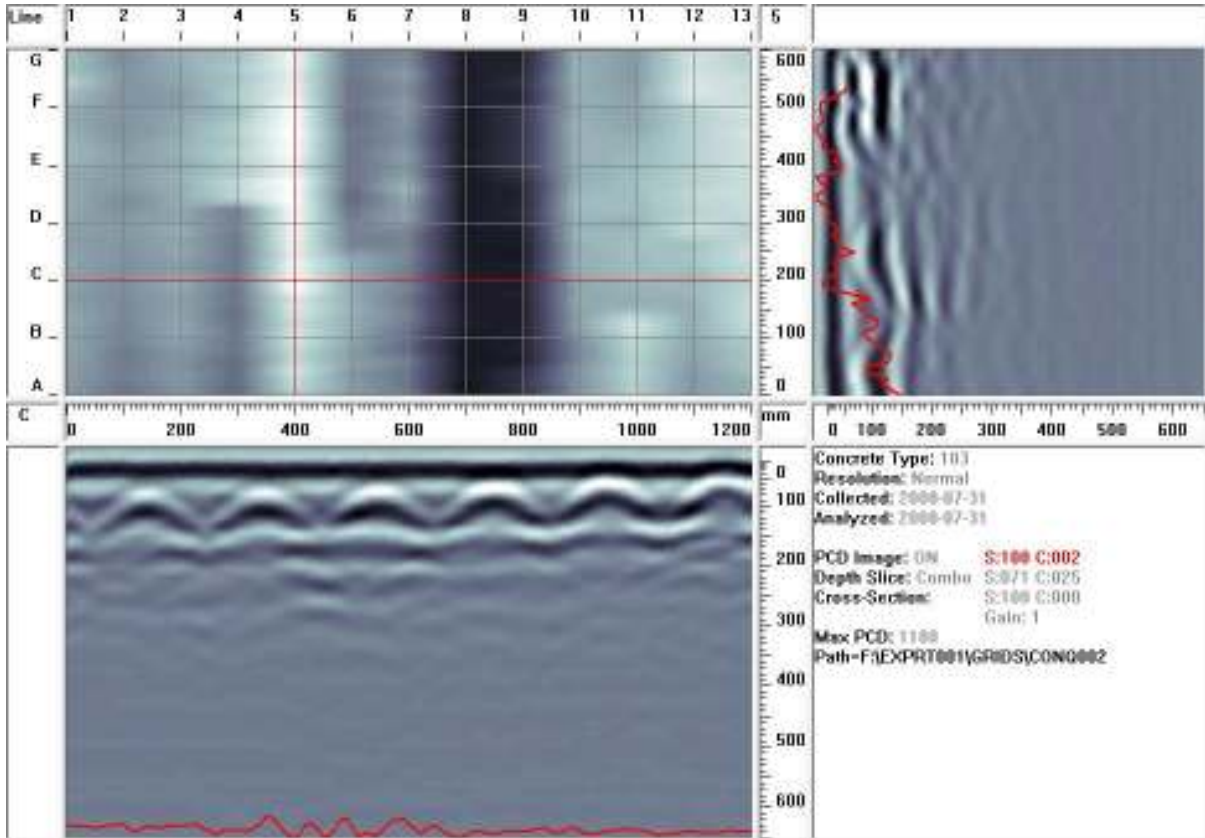 Line 1 2 3 4 5 6 7 8 9 10 11 12 13 5
G
F
E
D
C
B
A
600
500
400
300
200
100
0
C 0 200 400 600 800 1000 1200 mm 0 100 200 300 400 500 600
0
100
200
300
400
500
600
Concrete Type: 103
Resolution: Normal
Collected: 2008-07-31
Analyzed: 2008-07-31
PCD Image: ON S:100 C:002
Depth Slice: Combo S:071 C:025
Cross-Section: S:100 C:000
Gain: 1
Max PCD: 1180
Path=F:\EXPRT001\GRIDS\CONQ002